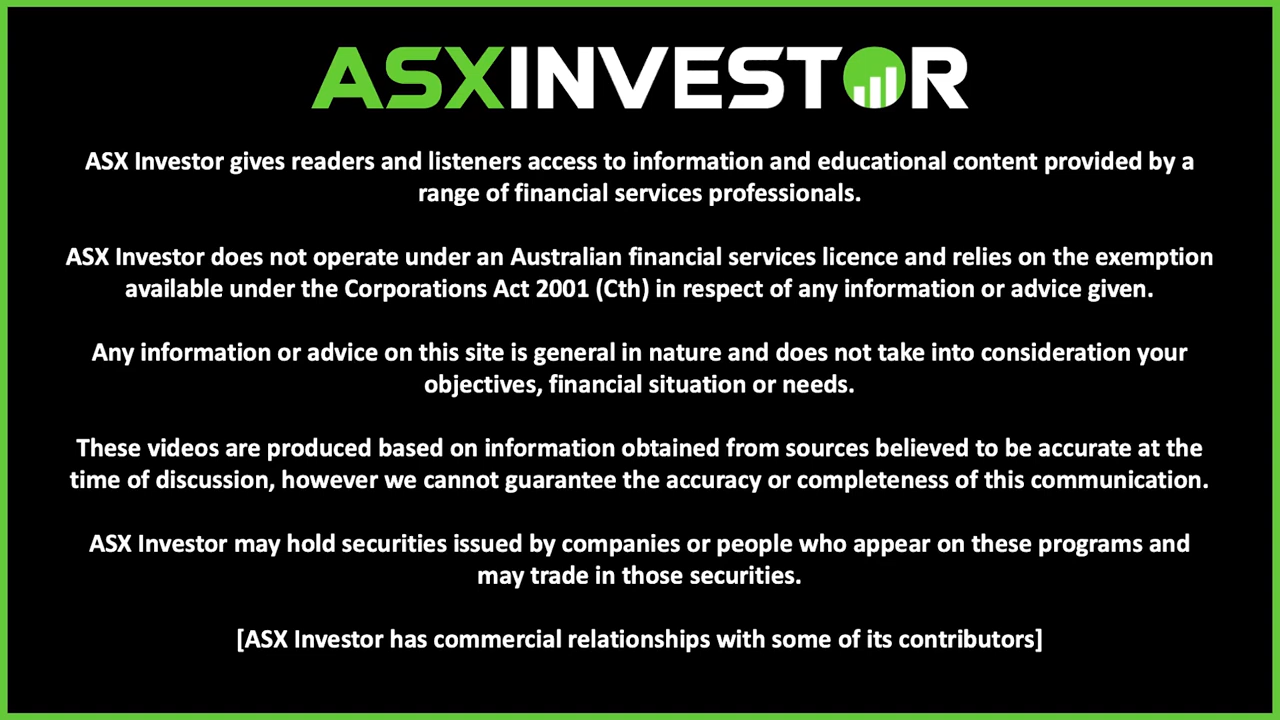 ASXINVESTOR
ASX Investor gives readers and listeners access to information and educational content provided by a
range of financial services professionals.
ASX Investor does not operate under an Australian financial services licence and relies on the exemption
available under the Corporations Act 2001 (Cth) in respect of any information or advice given.
Any information or advice on this site is general in nature and does not take into consideration your
objectives, financial situation or needs.
These videos are produced based on information obtained from sources believed to be accurate at the
time of discussion, however we cannot guarantee the accuracy or completeness of this communication.
ASX Investor may hold securities issued by companies or people who appear on these programs and
may trade in those securities.
[ASX Investor has commercial relationships with some of its contributors]